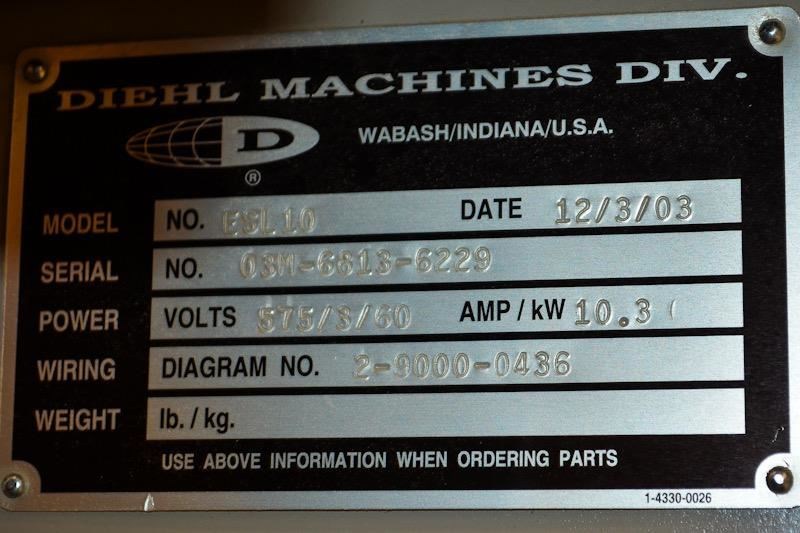 DIEHL MACHINES DIV.
D
WABASH/INDIANA/U.S.A.
®
MODEL NO. ESL10 DATE 12/3/03
SERIAL NO. 03M-6813-6229
POWER VOLTS 575/3/60 AMP / kW 10.3
WIRING DIAGRAM NO. 2-9000-0436
WEIGHT lb. / kg.
USE ABOVE INFORMATION WHEN ORDERING PARTS
1-4330-0026